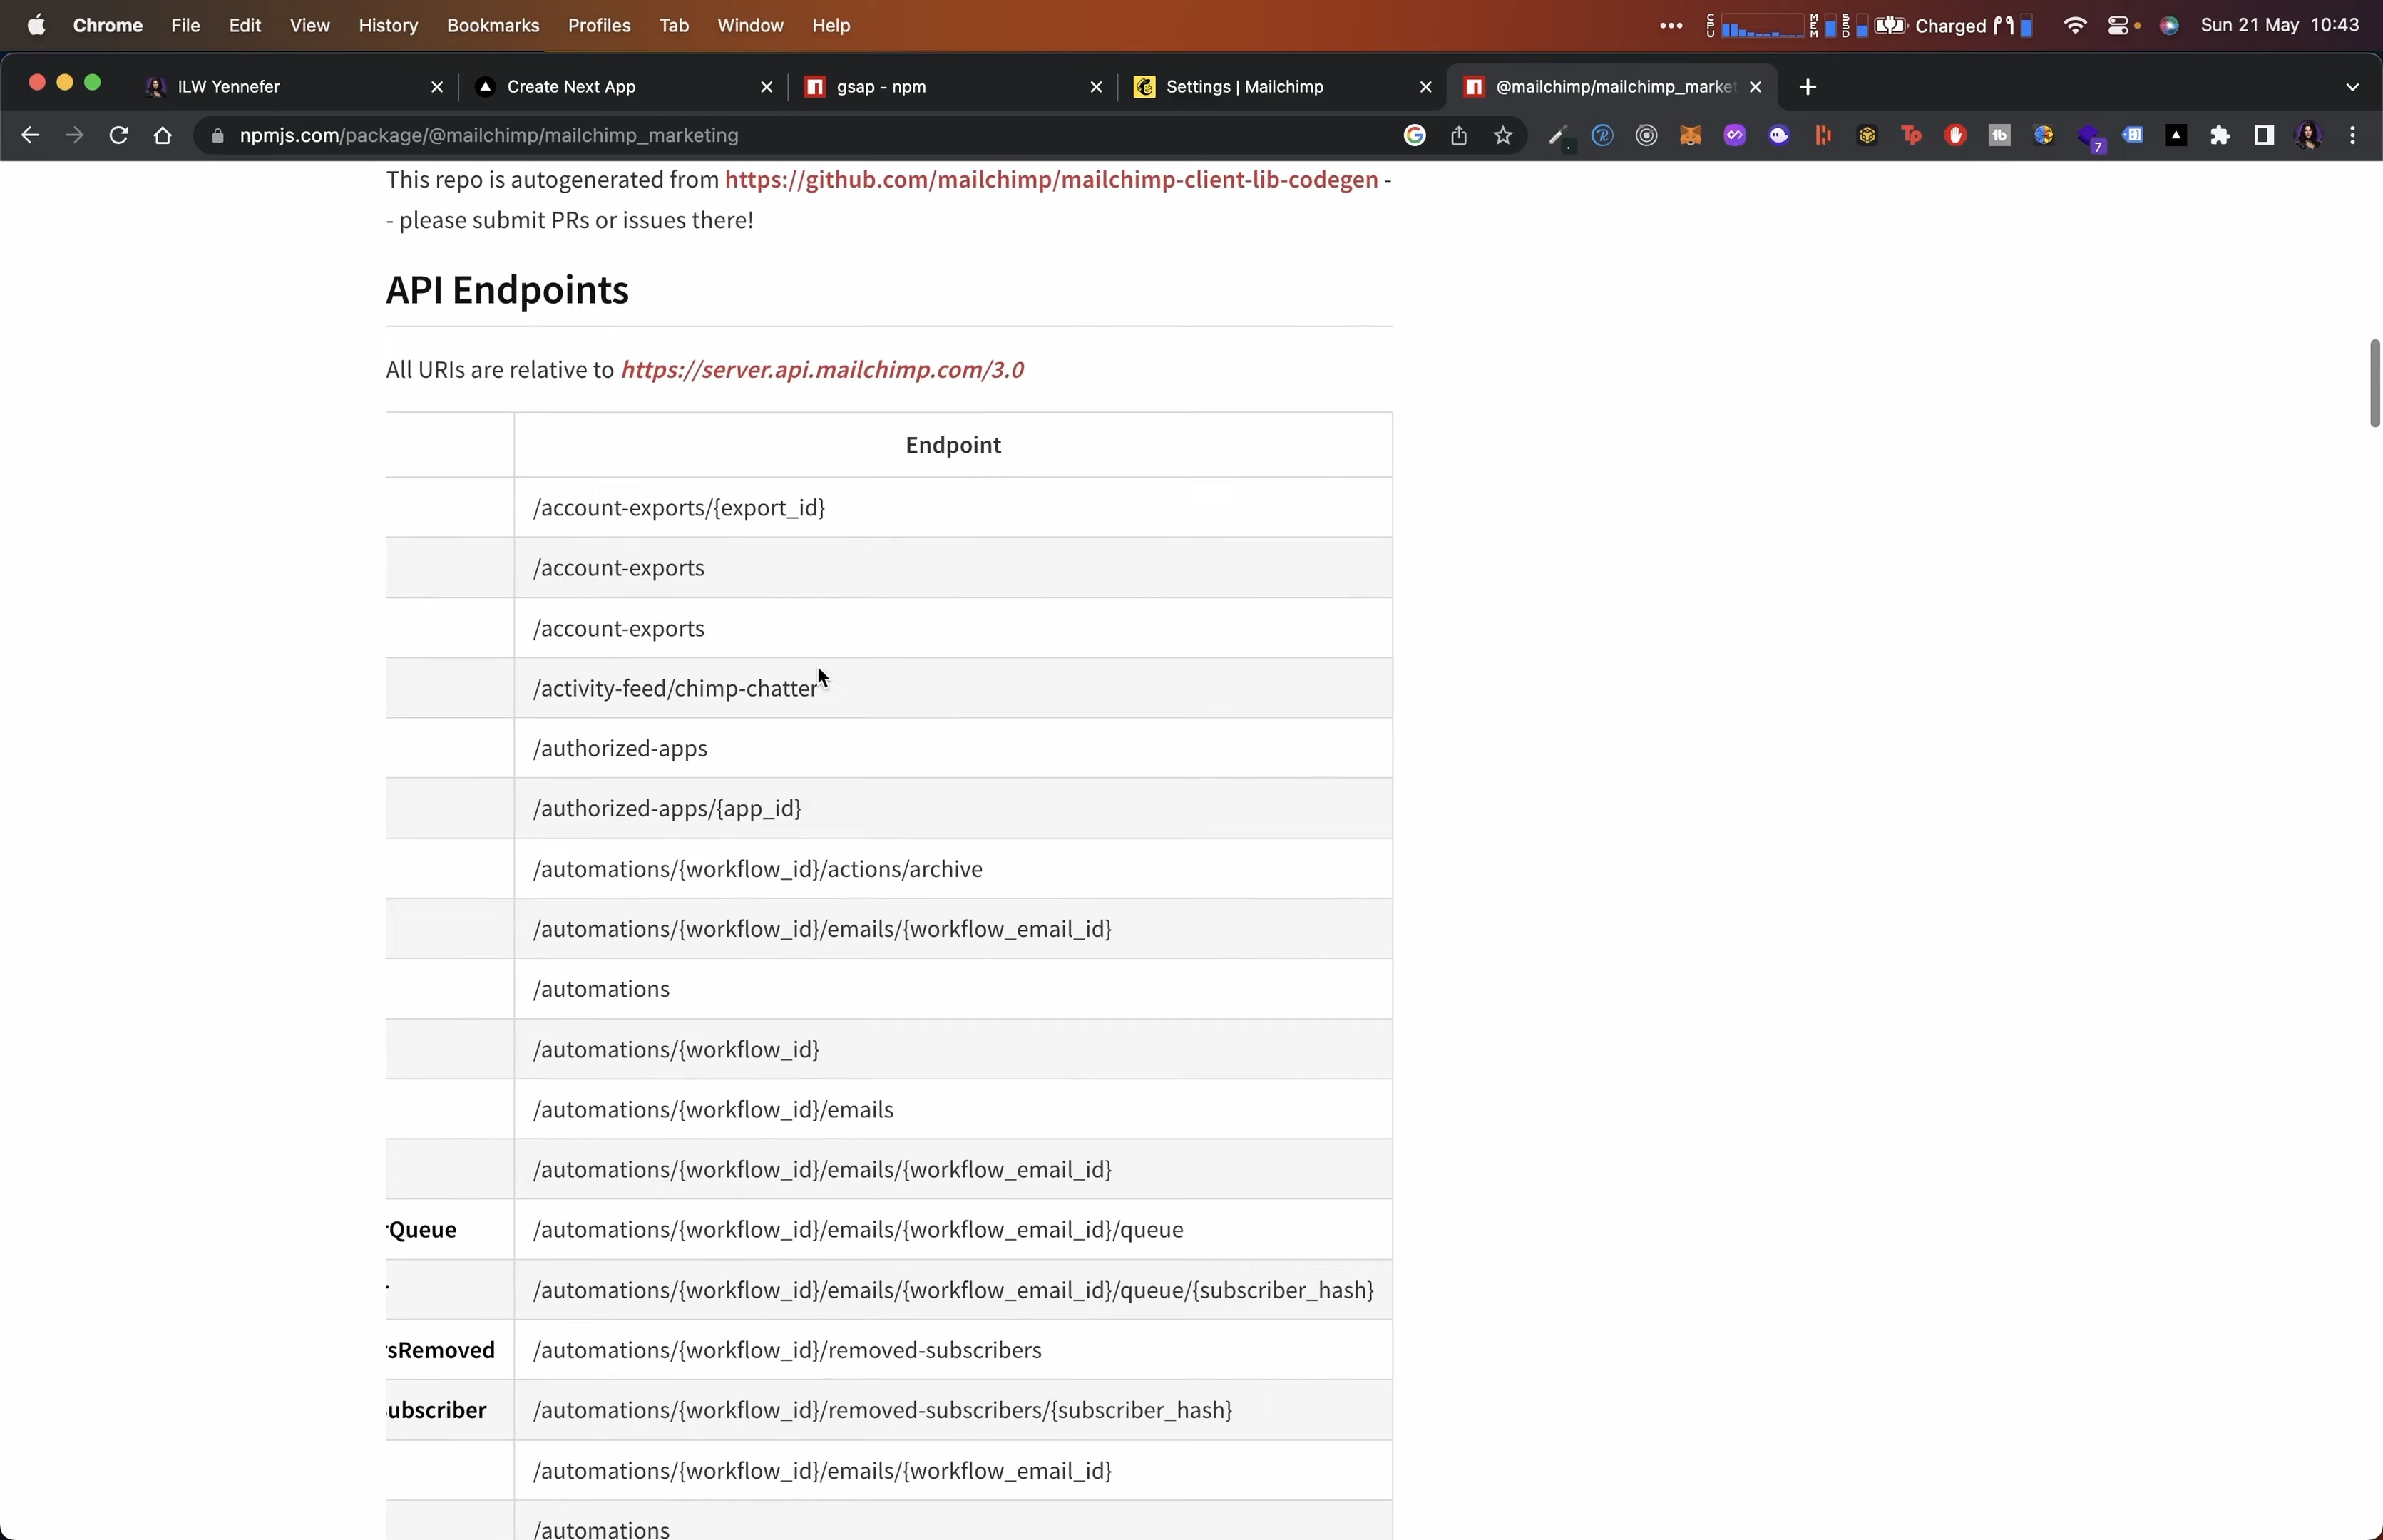 Chrome File Edit View History Bookmarks Profiles Tab Window Help ••• CPU MEM SSD Charged Sun 21 May 10:43
ILW Yennefer Create Next App gsap - npm Settings | Mailchimp @mailchimp/mailchimp_market
npmjs.com/package/@mailchimp/mailchimp_marketing
7
This repo is autogenerated from https://github.com/mailchimp/mailchimp-client-lib-codegen -
- please submit PRs or issues there!
API Endpoints
All URIs are relative to https://server.api.mailchimp.com/3.0
Endpoint
/account-exports/{export_id}
/account-exports
/account-exports
/activity-feed/chimp-chatter
/authorized-apps
/authorized-apps/{app_id}
/automations/{workflow_id}/actions/archive
/automations/{workflow_id}/emails/{workflow_email_id}
/automations
/automations/{workflow_id}
/automations/{workflow_id}/emails
/automations/{workflow_id}/emails/{workflow_email_id}
rQueue /automations/{workflow_id}/emails/{workflow_email_id}/queue
/automations/{workflow_id}/emails/{workflow_email_id}/queue/{subscriber_hash}
sRemoved /automations/{workflow_id}/removed-subscribers
ubscriber /automations/{workflow_id}/removed-subscribers/{subscriber_hash}
/automations/{workflow_id}/emails/{workflow_email_id}
/automations